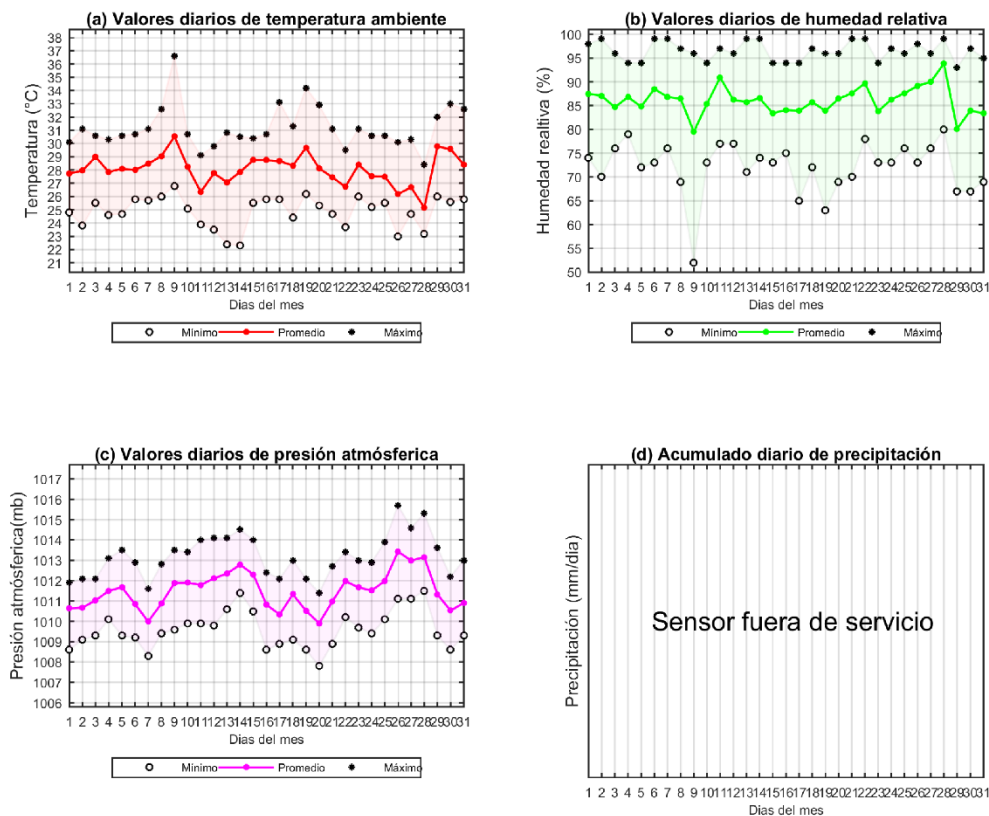 (a) Valores diarios de temperatura ambiente
38
37
36
35
34
33
32
31
30
29
28
27
26
25
24
23
22
21
Temperatura (°C)
1 2 3 4 5 6 7 8 9 10 11 12 13 14 15 16 17 18 19 20 21 22 23 24 25 26 27 28 29 30 31
Dias del mes
Mínimo Promedio Máximo
(b) Valores diarios de humedad relativa
100
95
90
85
80
75
70
65
60
55
50
Humedad realtiva (%)
1 2 3 4 5 6 7 8 9 10 11 12 13 14 15 16 17 18 19 20 21 22 23 24 25 26 27 28 29 30 31
Dias del mes
Mínimo Promedio Máximo
(c) Valores diarios de presión atmósferica
1017
1016
1015
1014
1013
1012
1011
1010
1009
1008
1007
1006
Presión atmósferica(mb)
1 2 3 4 5 6 7 8 9 10 11 12 13 14 15 16 17 18 19 20 21 22 23 24 25 26 27 28 29 30 31
Dias del mes
Mínimo Promedio Máximo
(d) Acumulado diario de precipitación
Precipitación (mm/dia)
Sensor fuera de servicio
1 2 3 4 5 6 7 8 9 10 11 12 13 14 15 16 17 18 19 20 21 22 23 24 25 26 27 28 29 30 31
Dias del mes